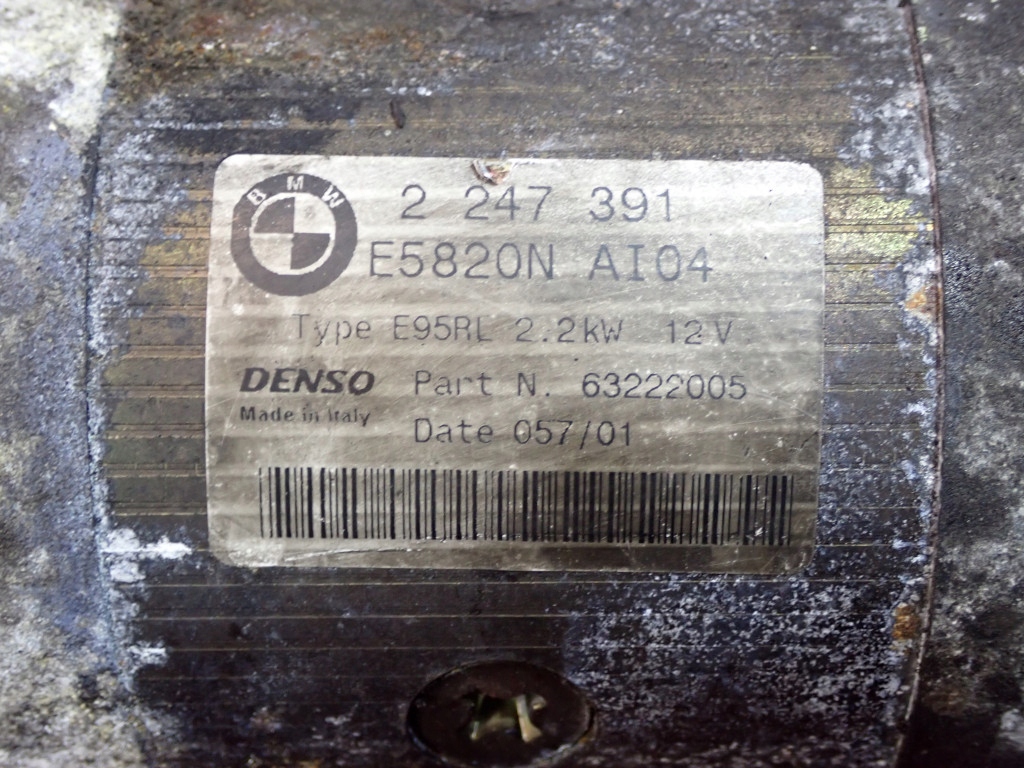 BMW
2 247 391
E5820N AI04
Type E95RL 2.2kW 12V
DENSO Part N. 63222005
Made in Italy
Date 057/01